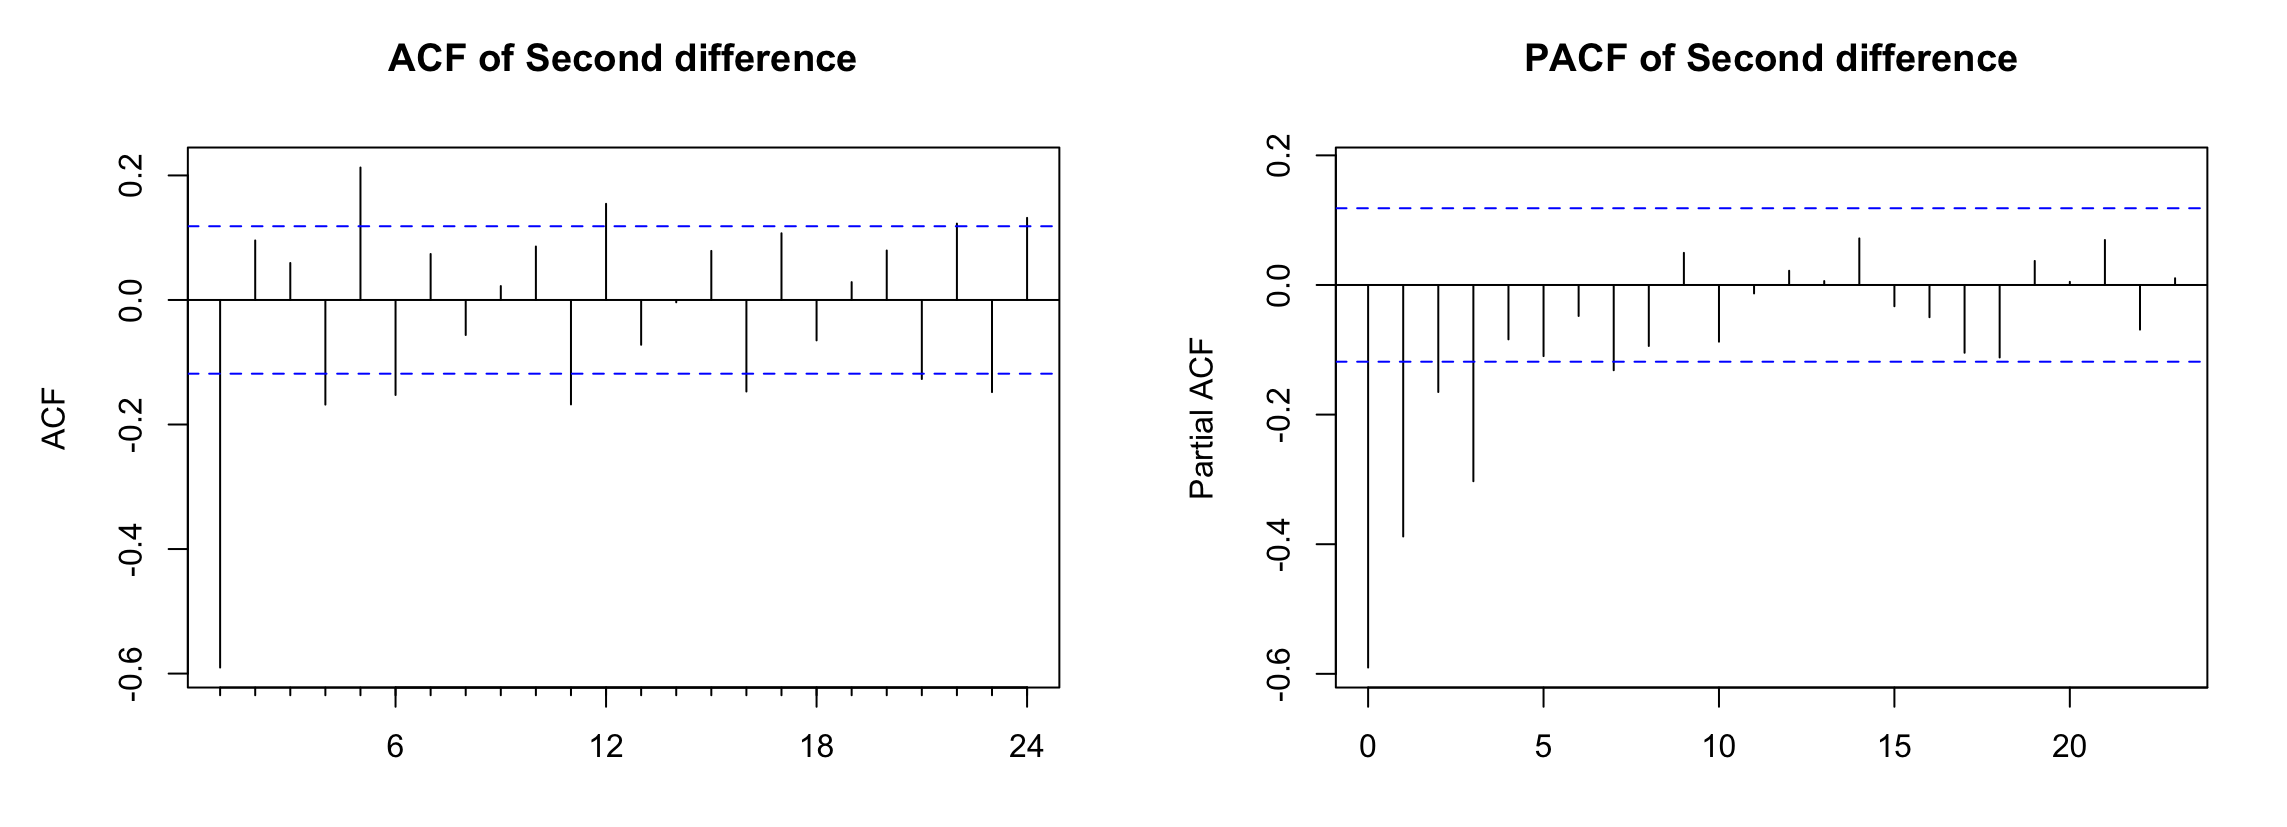 ACF of Second difference
ACF
0.2
0.0
-0.2
-0.4
-0.6
6 12 18 24
PACF of Second difference
Partial ACF
0.2
0.0
-0.2
-0.4
-0.6
0 5 10 15 20